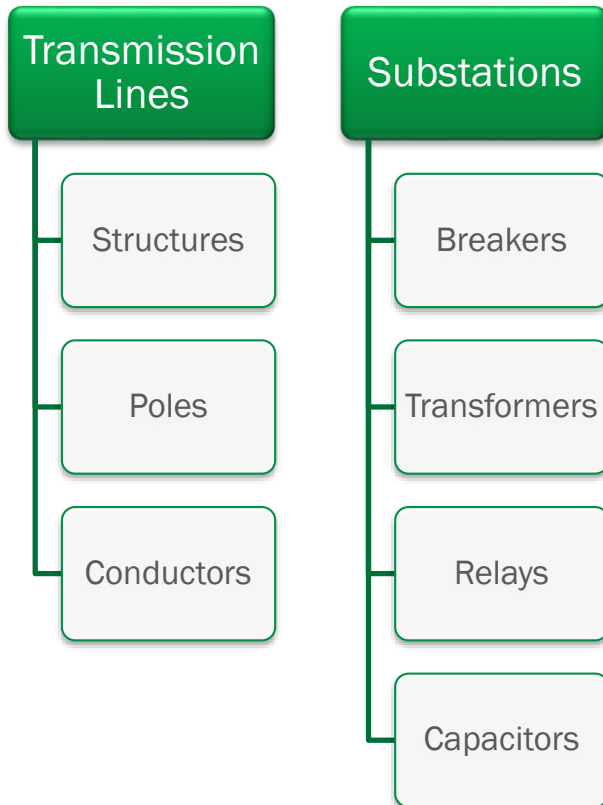 Transmission
Lines
Structures
Poles
Conductors
Substations
Breakers
Transformers
Relays
Capacitors